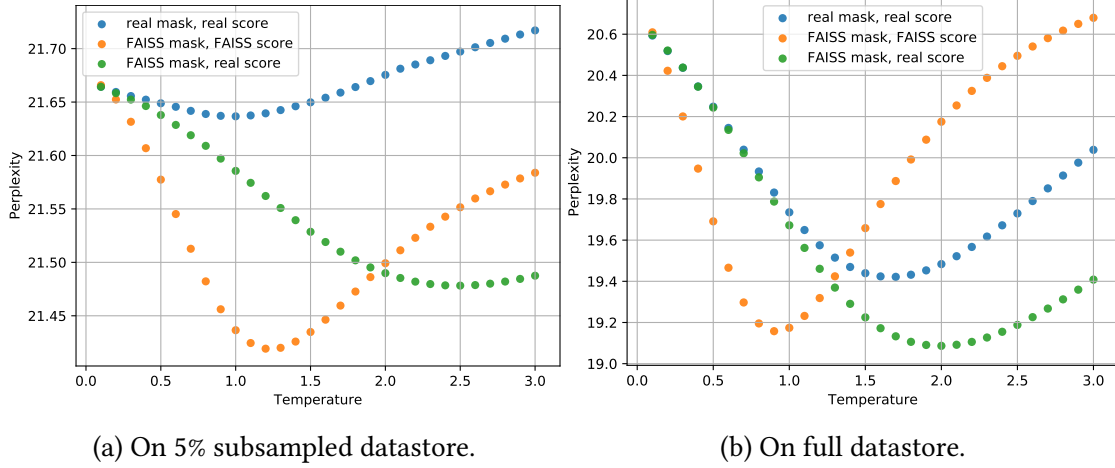 real mask, real score
FAISS mask, FAISS score
FAISS mask, real score
21.70
21.65
21.60
21.55
21.50
21.45
Perplexity
0.0 0.5 1.0 1.5 2.0 2.5 3.0
Temperature
(a) On 5% subsampled datastore.
real mask, real score
FAISS mask, FAISS score
FAISS mask, real score
20.6
20.4
20.2
20.0
19.8
19.6
19.4
19.2
19.0
Perplexity
0.0 0.5 1.0 1.5 2.0 2.5 3.0
Temperature
(b) On full datastore.